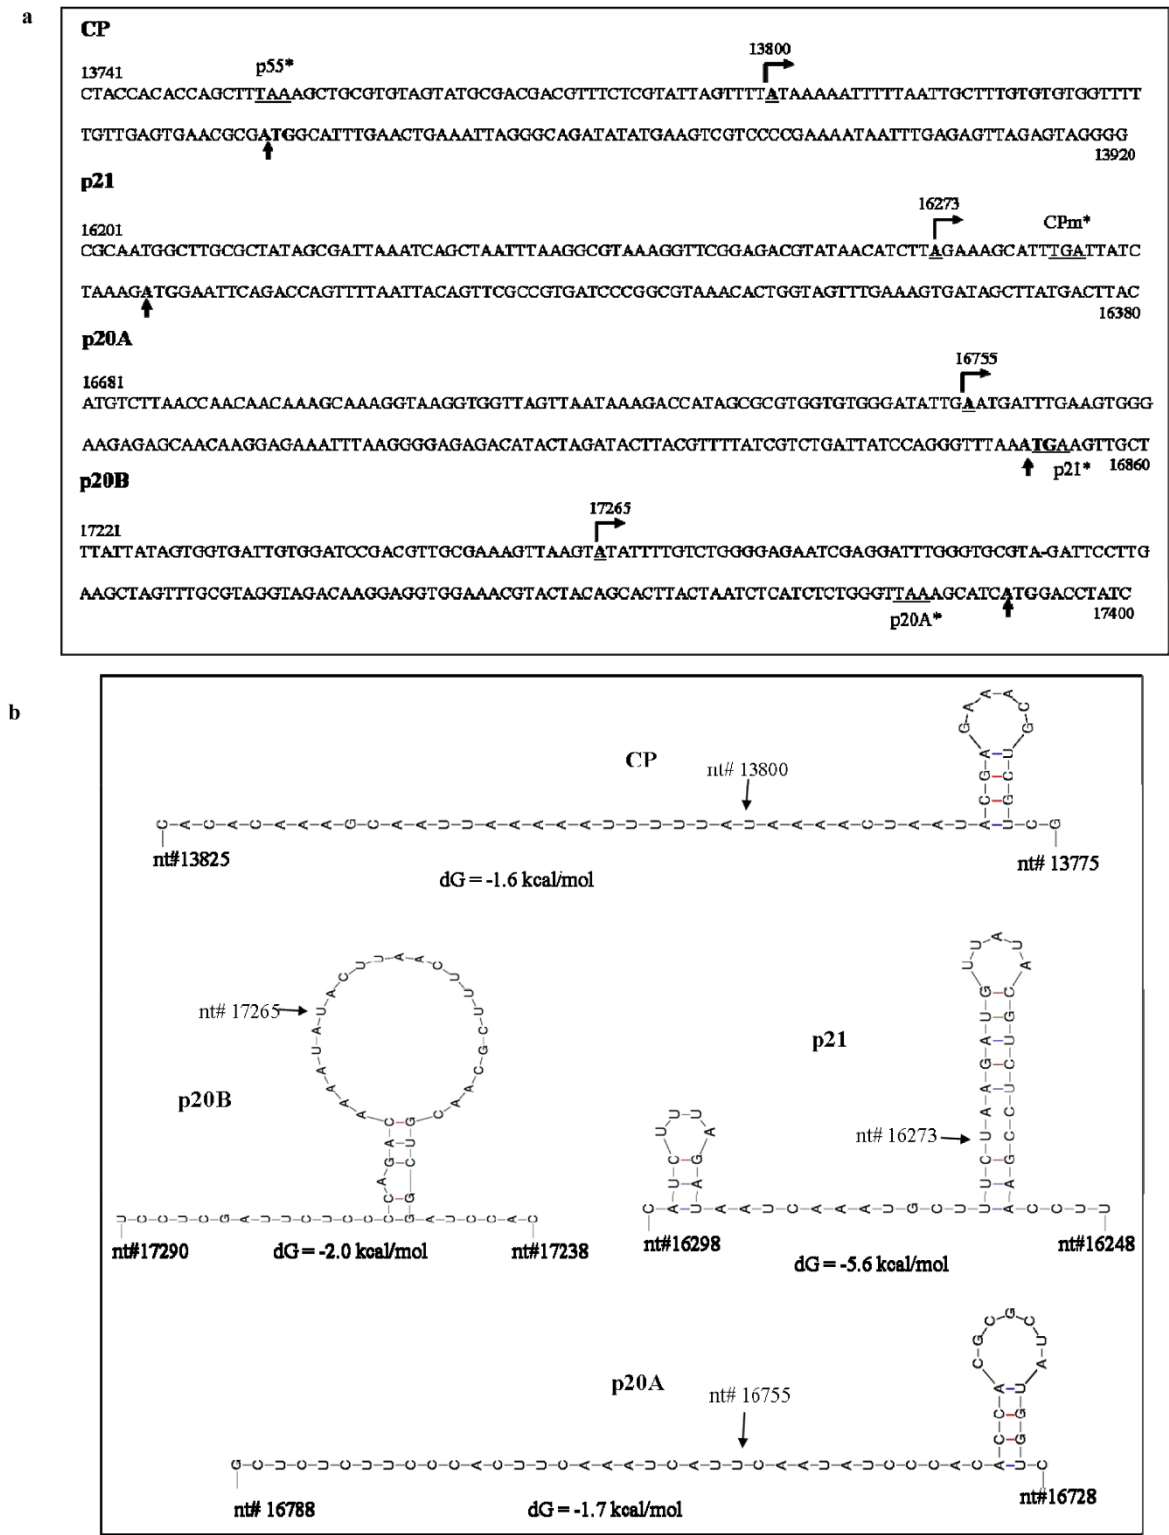 a
CP
13741
p55*
13800
CTACCACACCAGCTTTAAAGCTGCGTGTAGTATGCGACGACGTTTCTCGTATTAGTTTTATAAAAATTTTTAATTGCTTTGTGTGTGGTTTT
TGTTGAGTGAACGCGATGGCATTTGAACTGAAATTAGGGCAGATATATGAAGTCGTCCCCGAAAATAATTTGAGAGTTAGAGTAGGGG
13920
p21
16201
16273
CPm*
CGCAATGGCTTGCGCTATAGCGATTAAATCAGCTAATTTAAGGCGTAAAGGTTCGGAGACGTATAACATCTTAGAAAGCATTTGATTATC
TAAAGATGGAATTCAGACCAGTTTTAATTACAGTTCGCCGTGATCCCGGCGTAAACACTGGTAGTTTGAAAGTGATAGCTTATGACTTAC
16380
p20A
16681
16755
ATGTCTTAACCAACAACAAAGCAAAGGTAAGGTGGTTAGTTAATAAAGACCATAGCGCGTGGTGTGGGATATTGAATGATTTGAAGTGGG
AAGAGAGCAACAAGGAGAAATTTAAGGGGAGAGACATACTAGATACTTACGTTTTATCGTCTGATTATCCAGGGTTTAAATGAAGTTGCT
p21*
16860
p20B
17221
17265
TTATTATAGTGGTGATTGTGGATCCGACGTTGCGAAAGTTAAGTATATTTTGTCTGGGGAGAATCGAGGATTTGGGTGCGTA-GATTCCTTG
AAGCTAGTTTGCGTAGGTAGACAAGGAGGTGGAAACGTACTACAGCACTTACTAATCTCATCTCTGGGTTAAAAGCATCATGGACCTATC
p20A*
17400
b
CP
nt# 13800
C A C A C A A A G C A A U U A A A A A U U U U U A U A A A A C U A A U A C G A G A A A C G U C G U C G
nt#13825
nt# 13775
dG = -1.6 kcal/mol
nt# 17265
p20B
U C C U C G A U U C U C C C C A G A C A A A A U A U A C U U A A C U U U C G C A A C G U C G G A U C C A C
nt#17290
dG = -2.0 kcal/mol
nt#17238
p21
nt# 16273
C A U C U U U A G A U A A U C A A A U G C U U U C U A A G A U G U U A U A C G U C U C C G A A C C U U
nt#16298
nt#16248
dG = -5.6 kcal/mol
p20A
nt# 16755
G C U C U C U U C C C A C U U C A A A U C A U U C A A U A U C C C A C A C C A C G C G C U A U G G U C
nt# 16788
nt#16728
dG = -1.7 kcal/mol